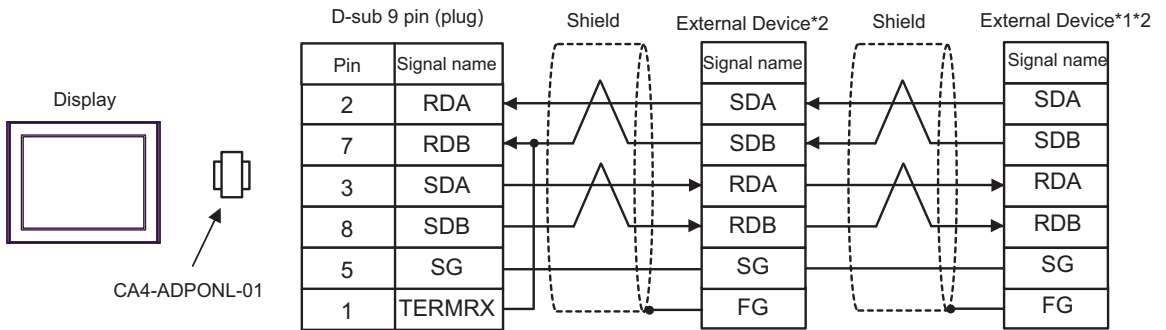 D-sub 9 pin (plug) Shield External Device*2 Shield External Device*1*2
Pin Signal name Signal name Signal name
Display
2 RDA SDA SDA
7 RDB SDB SDB
3 SDA RDA RDA
8 SDB RDB RDB
5 SG SG SG
CA4-ADPONL-01
1 TERMRX FG FG